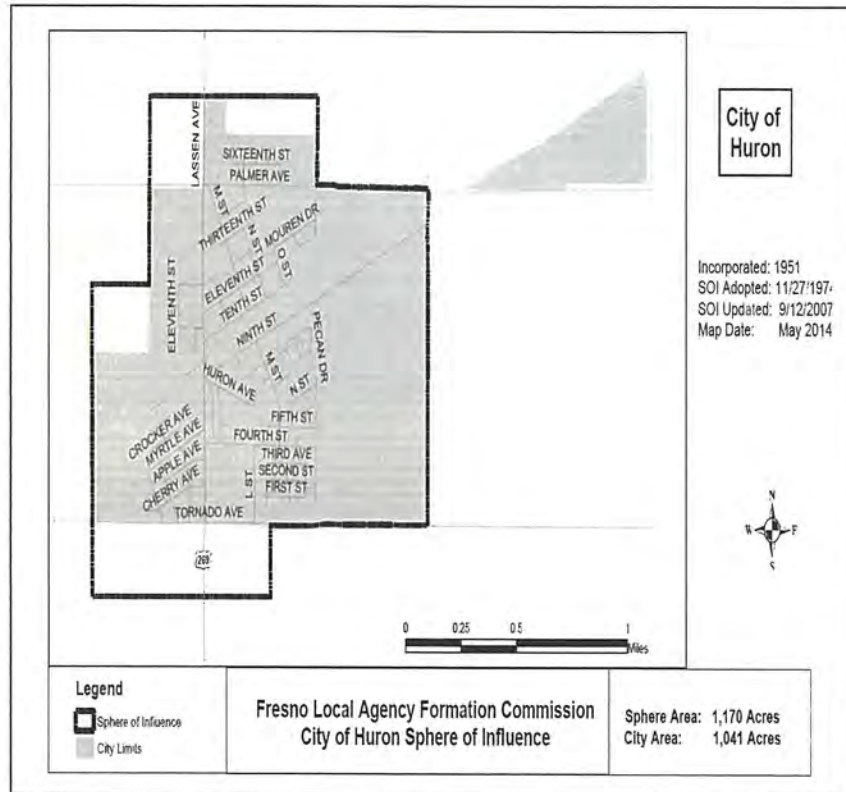 City of
Huron
Incorporated: 1951
SOI Adopted: 11/27/197
SOI Updated: 9/12/2007
Map Date: May 2014
LASSEN AVE
SIXTEENTH ST
PALMER AVE
M ST
THIRTEENTH ST
N ST
MOUREN DR
O ST
ELEVENTH ST
ELEVENTH ST
TENTH ST
NINTH ST
PECAN DR
M ST
HURON AVE
N ST
FIFTH ST
CROCKER AVE
MYRTLE AVE
FOURTH ST
APPLE AVE
THIRD AVE
CHERRY AVE
L ST
SECOND ST
FIRST ST
TORNADO AVE
269
N
W
S
0 0.25 0.5 1
Miles
Legend
Sphere of Influence
City Limits
Fresno Local Agency Formation Commission
City of Huron Sphere of Influence
Sphere Area: 1,170 Acres
City Area: 1,041 Acres